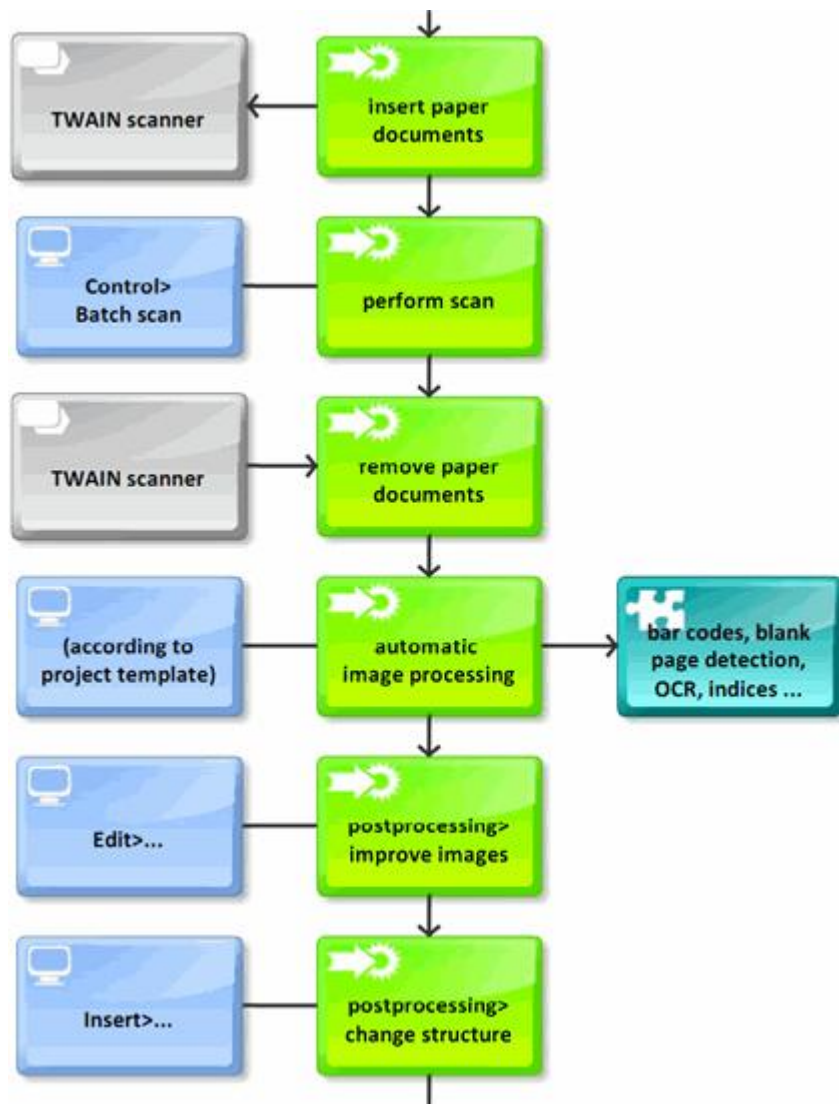 TWAIN scanner
insert paper
documents
Control>
Batch scan
perform scan
TWAIN scanner
remove paper
documents
(according to
project template)
automatic
image processing
bar codes, blank
page detection,
OCR, indices ...
Edit>...
postprocessing>
improve images
Insert>...
postprocessing>
change structure